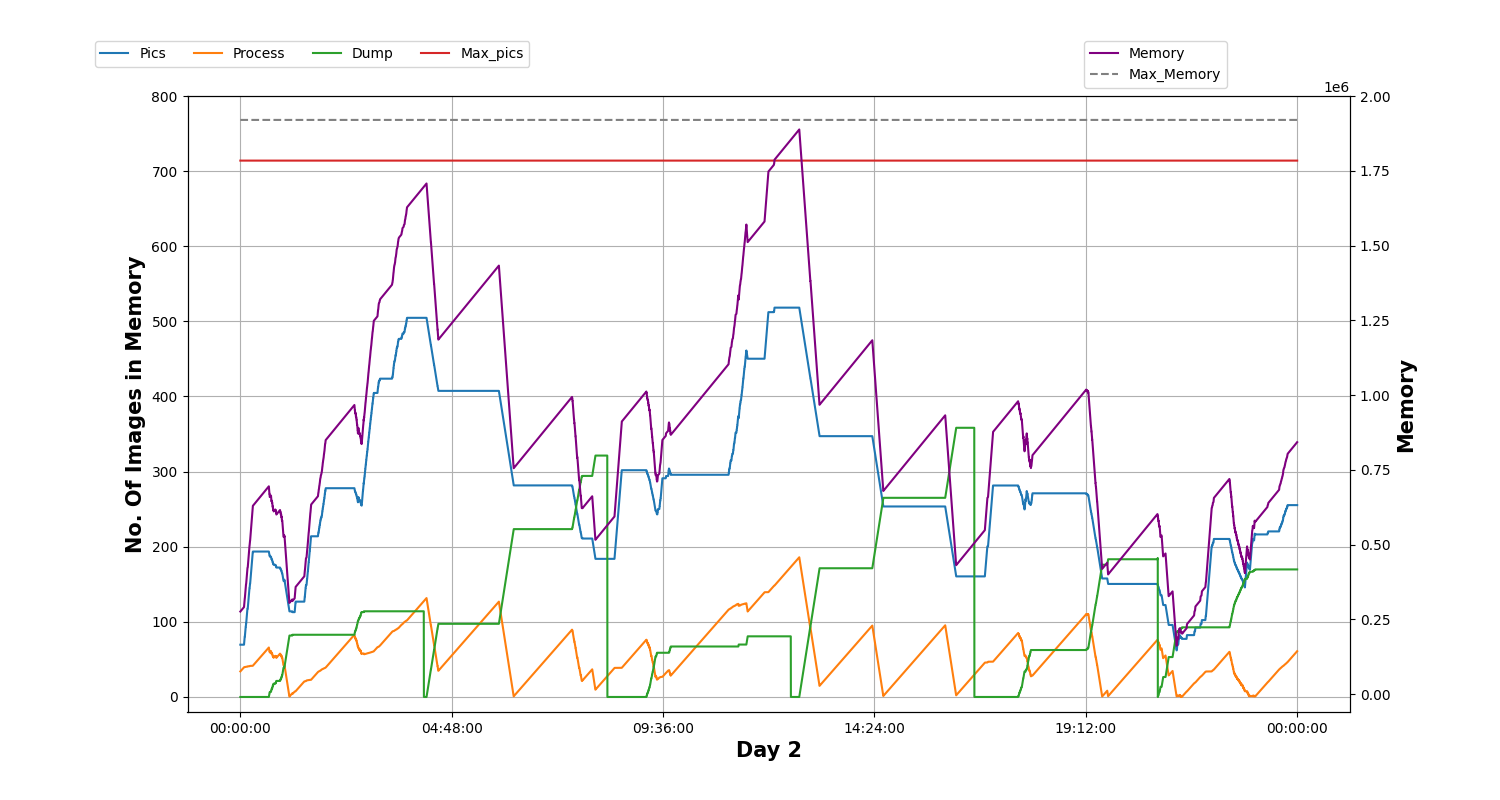 Pics Process Dump Max_pics
Memory
Max_Memory
1e6
800
700
600
500
400
300
200
100
0
No. Of Images in Memory
2.00
1.75
1.50
1.25
1.00
0.75
0.50
0.25
0.00
Memory
00:00:00 04:48:00 09:36:00 14:24:00 19:12:00 00:00:00
Day 2